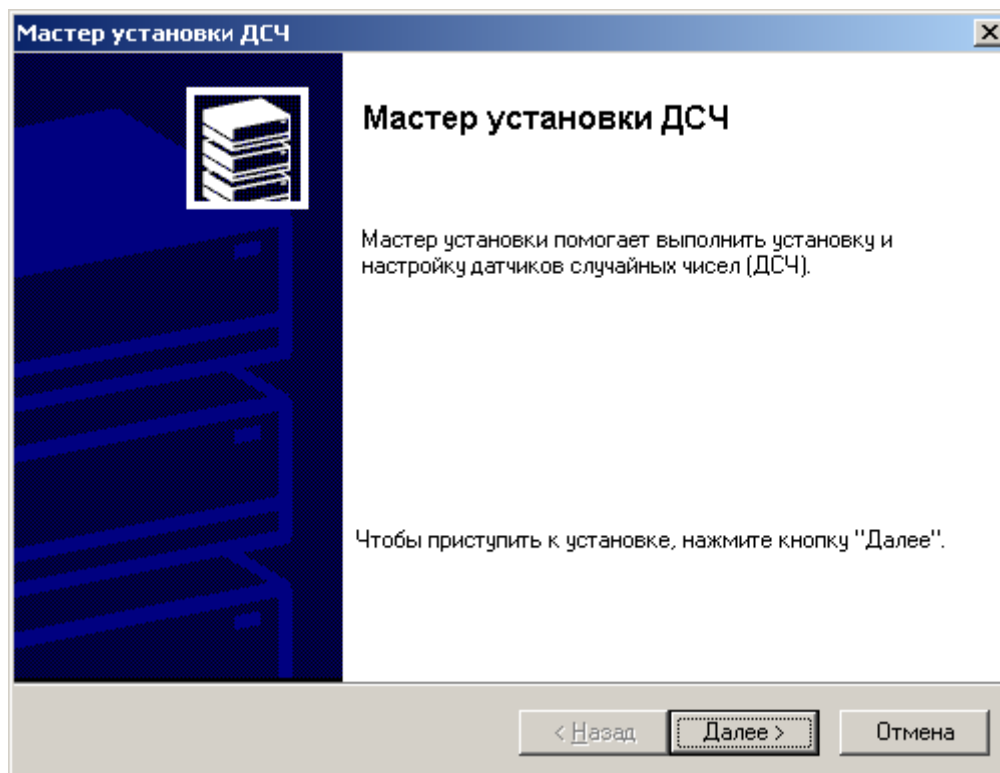 Мастер установки ДСЧ
Мастер установки ДСЧ
Мастер установки помогает выполнить установку и
настройку датчиков случайных чисел (ДСЧ).
Чтобы приступить к установке, нажмите кнопку "Далее".
< Назад
Далее >
Отмена